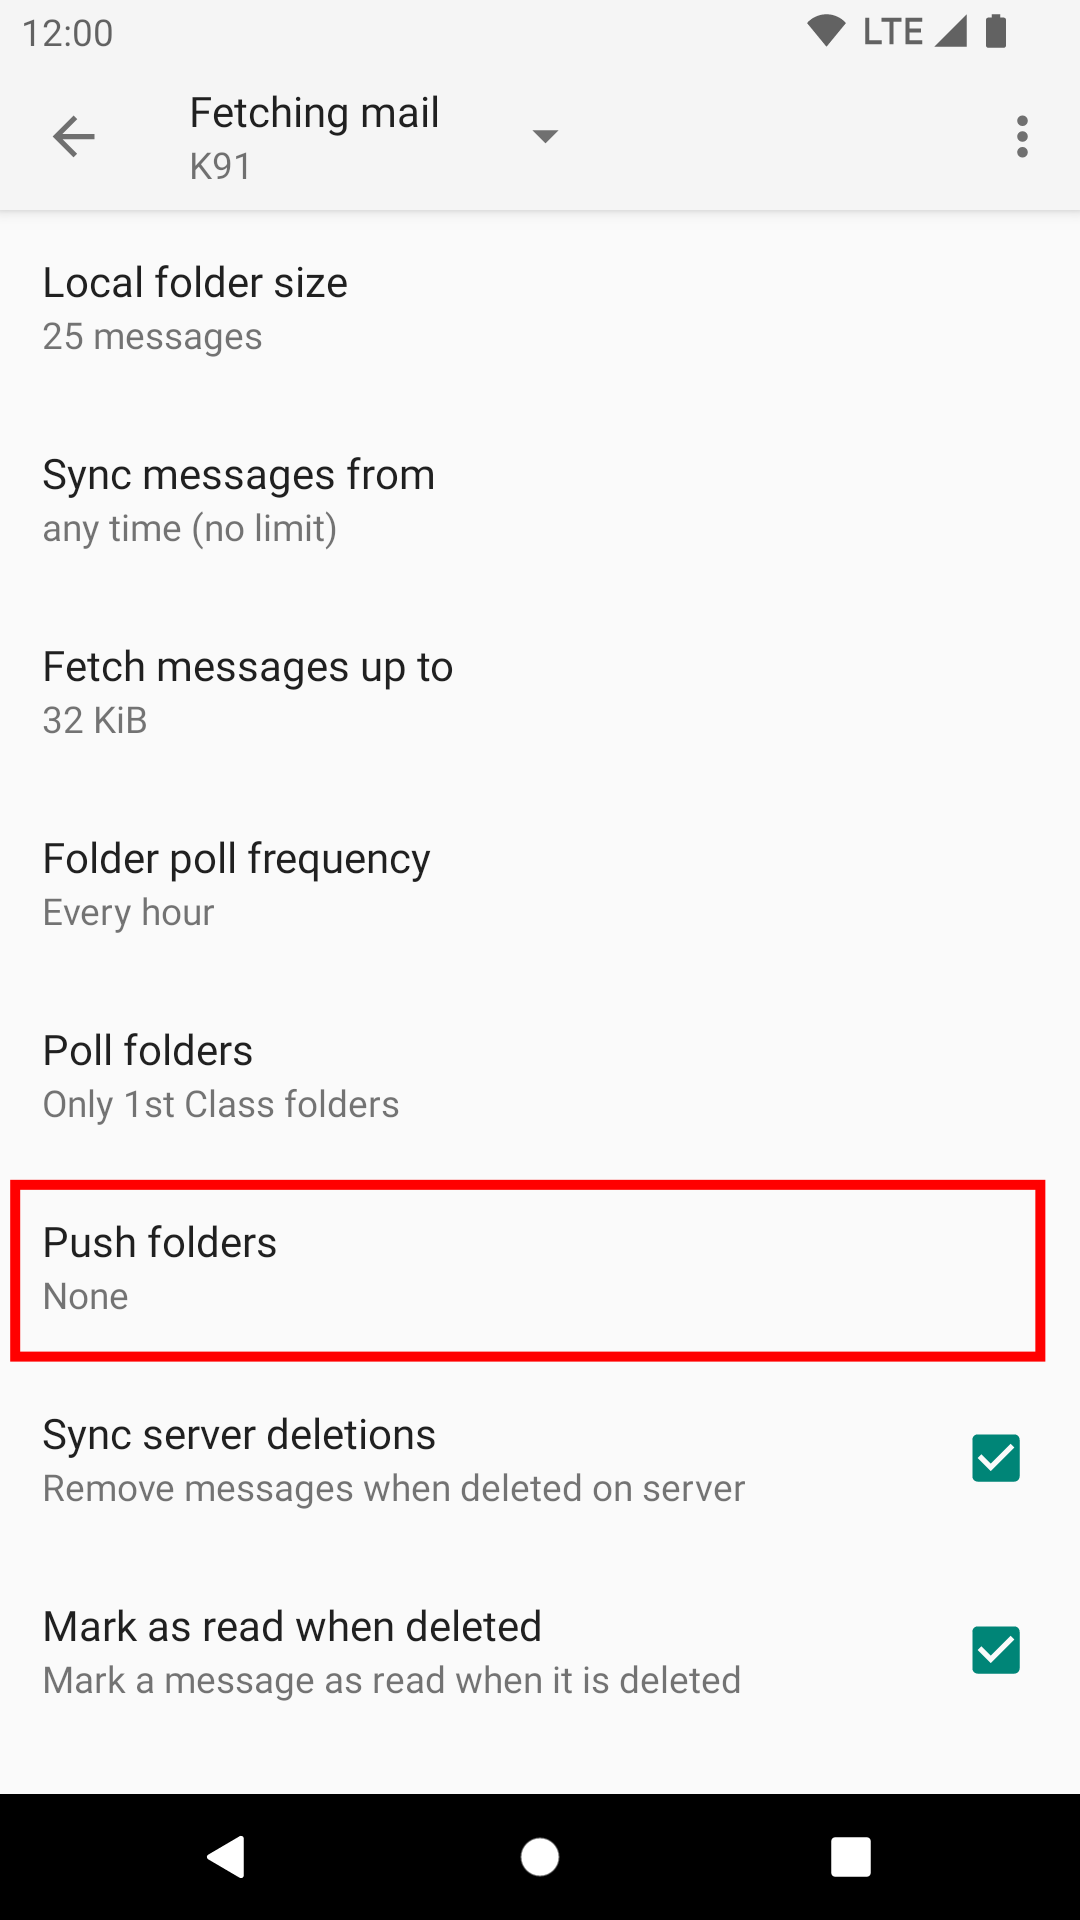 12:00
LTE
Fetching mail
K91
Local folder size
25 messages
Sync messages from
any time (no limit)
Fetch messages up to
32 KiB
Folder poll frequency
Every hour
Poll folders
Only 1st Class folders
Push folders
None
Sync server deletions
Remove messages when deleted on server
Mark as read when deleted
Mark a message as read when it is deleted